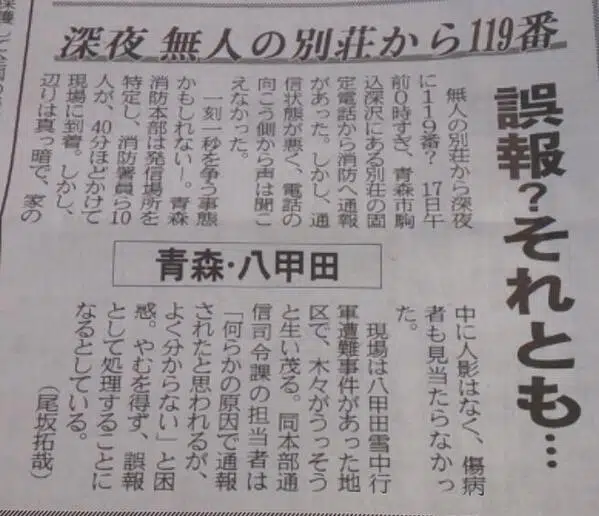 深夜 無人の別荘から119番
誤報?それとも…
青森・八甲田
無人の別荘から深夜
に119番? 17日午
前0時すぎ、青森市駒
込深沢にある別荘の固
定電話から消防へ通報
があった。しかし、通
信状態が悪く、電話の
向こう側から声は聞こ
えなかった。
一刻一秒を争う事態
かもしれない―。青森
消防本部は発信場所を
特定し、消防署員ら10
人が、40分ほどかけて
現場に到着。しかし、
辺りは真っ暗で、家の
中に人影はなく、傷病
者も見当たらなかっ
た。
現場は八甲田雪中行
軍遭難事件があった地
区で、木々がうっそう
と生い茂る。同本部通
信司令課の担当者は
「何らかの原因で通報
されたと思われるが、
よく分からない」と困
惑。やむを得ず、誤報
として処理することに
なるとしている。
(尾坂拓哉)